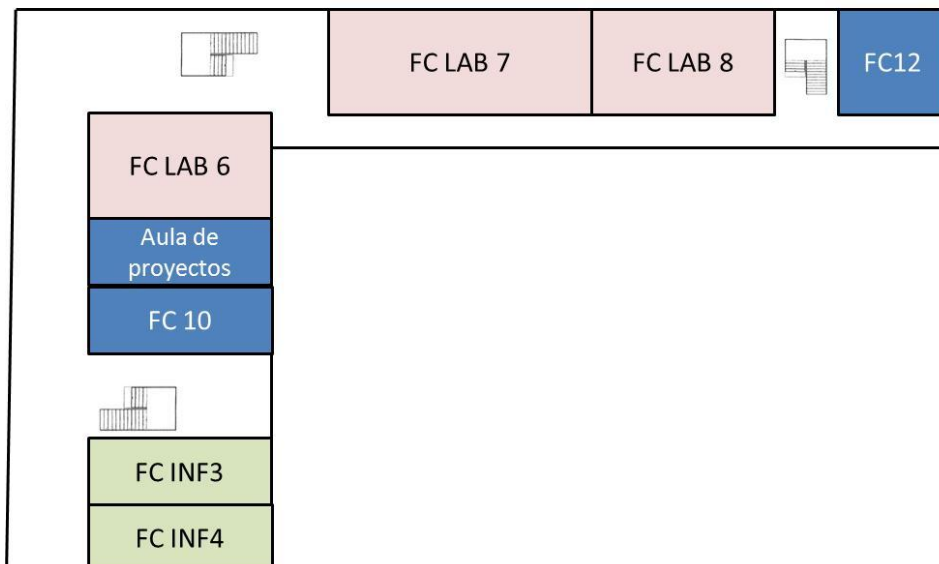 FC LAB 7
FC LAB 8
FC12
FC LAB 6
Aula de
proyectos
FC 10
FC INF3
FC INF4